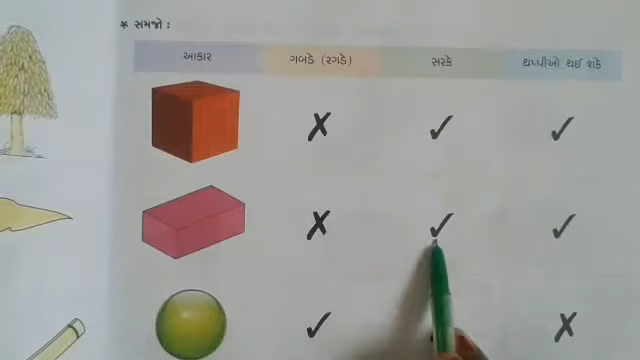 * સમજો :
આકાર ગબડે (રગડે) સરકે થપ્પીઓ થઈ શકે
✗ ✓ ✓
✗ ✓ ✓
✓ ✗